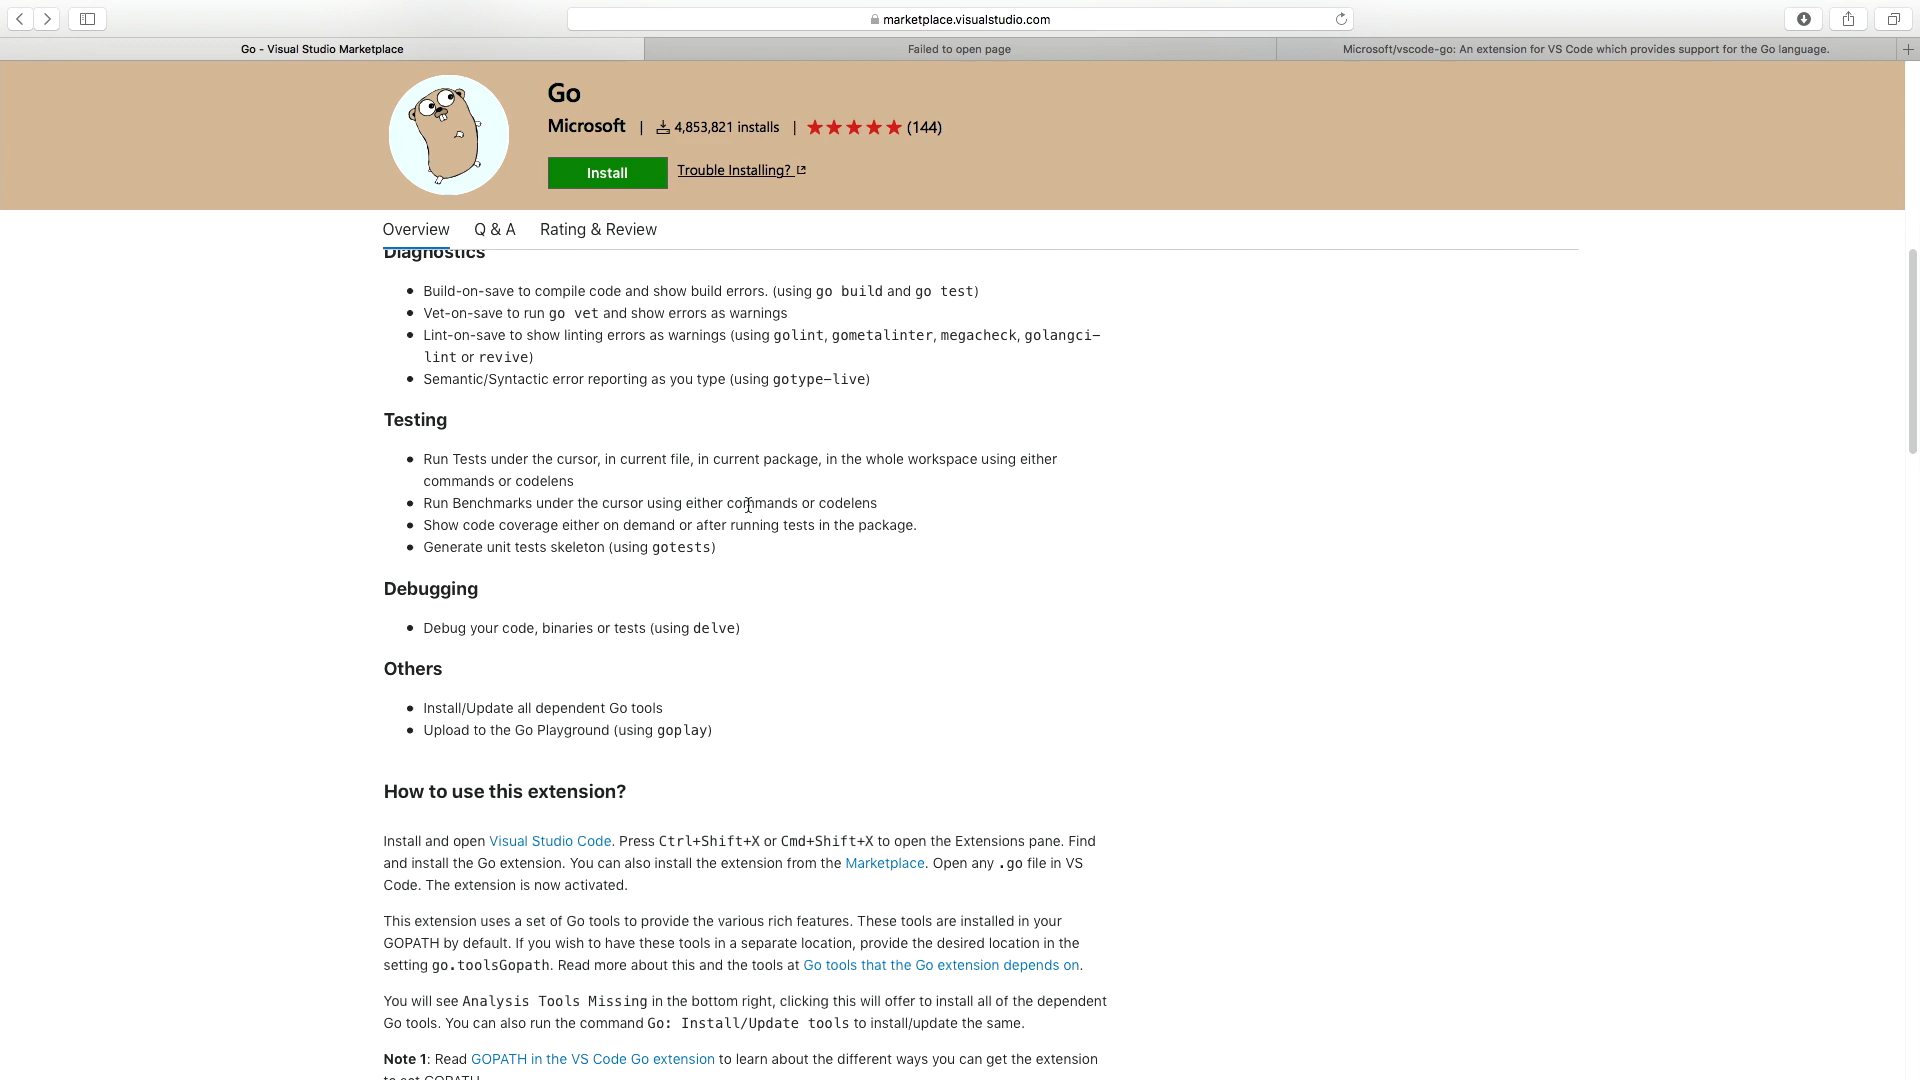 marketplace.visualstudio.com
Go - Visual Studio Marketplace
Failed to open page
Microsoft/vscode-go: An extension for VS Code which provides support for the Go language.
Go
Microsoft | 4,853,821 installs | (144)
Install
Trouble Installing?
Overview
Q & A
Rating & Review
Diagnostics
Build-on-save to compile code and show build errors. (using go build and go test)
Vet-on-save to run go vet and show errors as warnings
Lint-on-save to show linting errors as warnings (using golint, gometalinter, megacheck, golangci-
lint or revive)
Semantic/Syntactic error reporting as you type (using gotype-live)
Testing
Run Tests under the cursor, in current file, in current package, in the whole workspace using either
commands or codelens
Run Benchmarks under the cursor using either commands or codelens
Show code coverage either on demand or after running tests in the package.
Generate unit tests skeleton (using gotests)
Debugging
Debug your code, binaries or tests (using delve)
Others
Install/Update all dependent Go tools
Upload to the Go Playground (using goplay)
How to use this extension?
Install and open Visual Studio Code. Press Ctrl+Shift+X or Cmd+Shift+X to open the Extensions pane. Find
and install the Go extension. You can also install the extension from the Marketplace. Open any .go file in VS
Code. The extension is now activated.
This extension uses a set of Go tools to provide the various rich features. These tools are installed in your
GOPATH by default. If you wish to have these tools in a separate location, provide the desired location in the
setting go.toolsGopath. Read more about this and the tools at Go tools that the Go extension depends on.
You will see Analysis Tools Missing in the bottom right, clicking this will offer to install all of the dependent
Go tools. You can also run the command Go: Install/Update tools to install/update the same.
Note 1: Read GOPATH in the VS Code Go extension to learn about the different ways you can get the extension
to set GOPATH